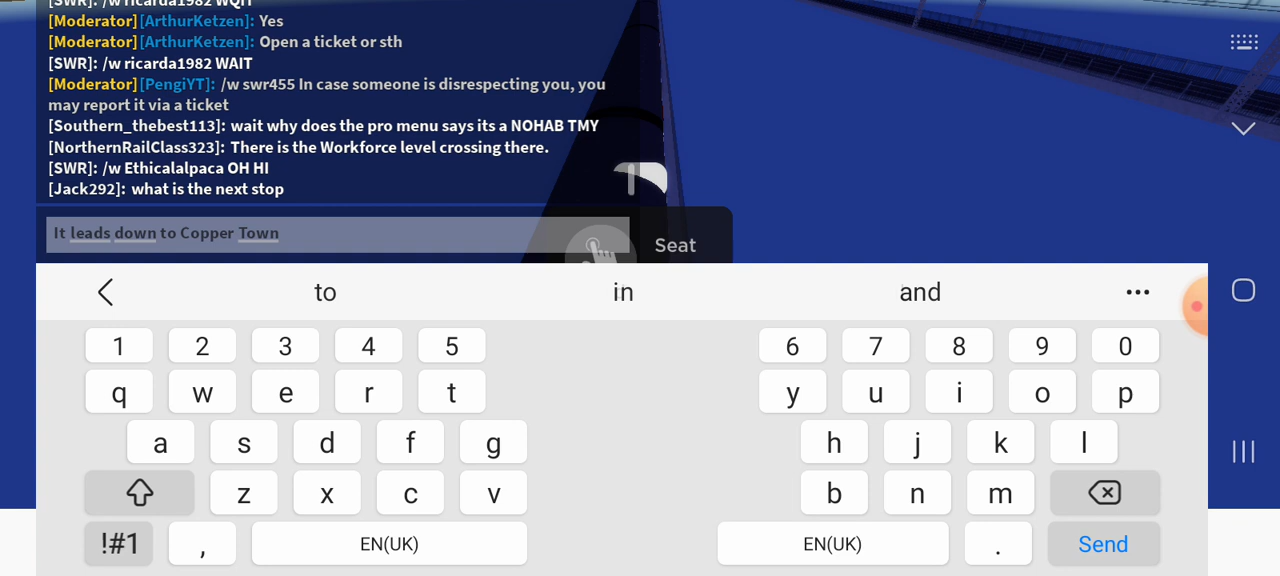 [SWR]: /w ricarda1982
[Moderator][ArthurKetzen]: Yes
[Moderator][ArthurKetzen]: Open a ticket or sth
[SWR]: /w ricarda1982 WAIT
[Moderator][PengiYT]: /w swr455 In case someone is disrespecting you, you
may report it via a ticket
[Southern_thebest113]: wait why does the pro menu says its a NOHAB TMY
[NorthernRailClass323]: There is the Workforce level crossing there.
[SWR]: /w Ethicalalpaca OH HI
[Jack292]: what is the next stop
It leads down to Copper Town
Seat
to in and
1 2 3 4 5 6 7 8 9 0
q w e r t y u i o p
a s d f g h j k l
z x c v b n m
!#1 , EN(UK) EN(UK) . Send